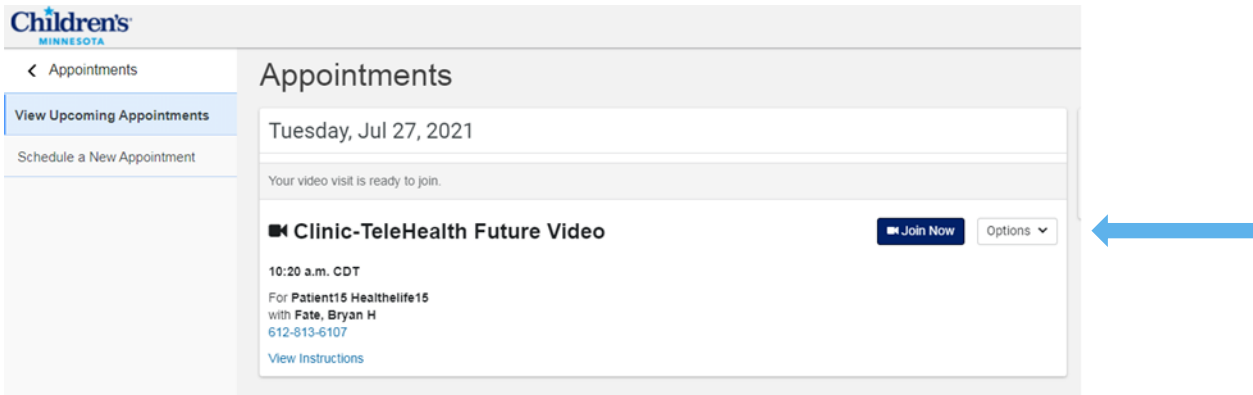 Children's
MINNESOTA
Appointments
View Upcoming Appointments
Schedule a New Appointment
Appointments
Tuesday, Jul 27, 2021
Your video visit is ready to join.
Clinic-TeleHealth Future Video
Join Now
Options
10:20 a.m. CDT
For Patient15 Healthelife15
with Fate, Bryan H
612-813-6107
View Instructions